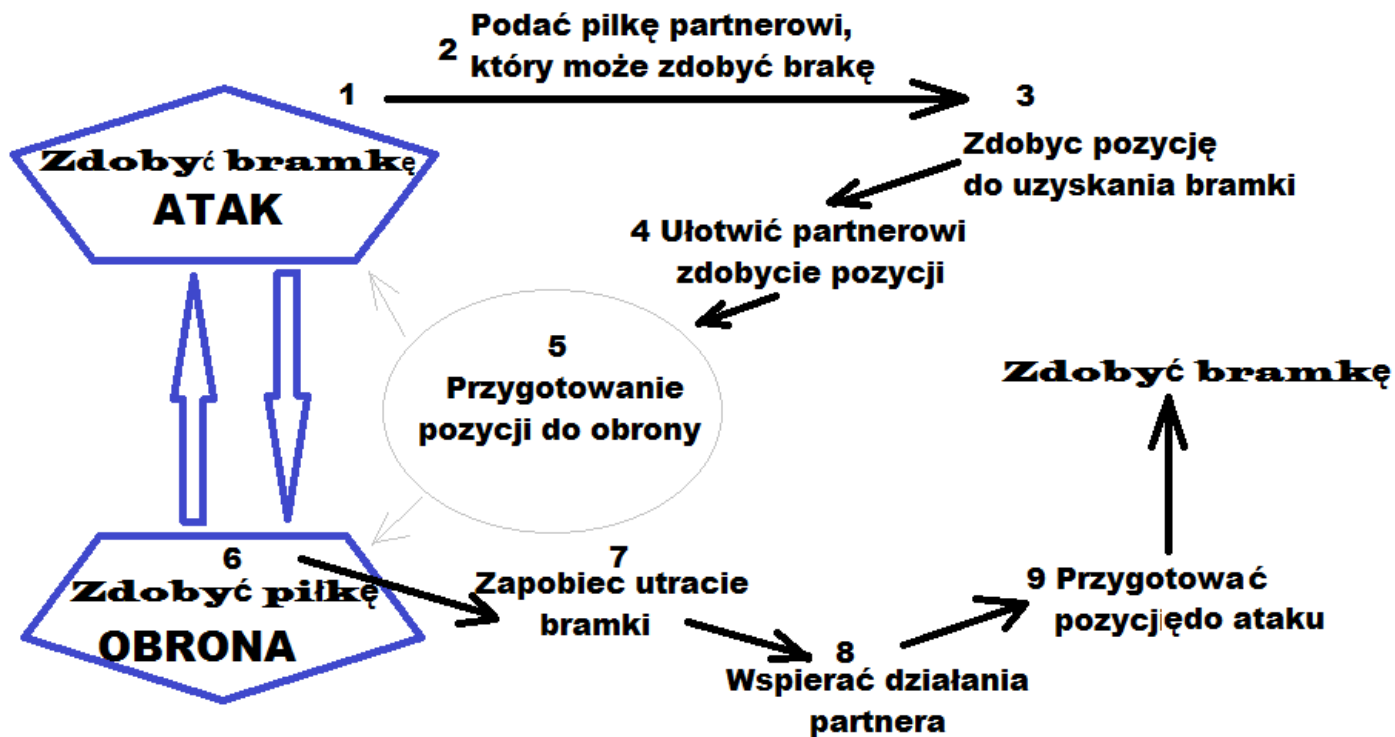 1
2
Podać pilkę partnerowi,
który może zdobyć brakę
3
Zdobyć bramkę
ATAK
Zdobyc pozycję
do uzyskania bramki
4 Ułotwić partnerowi
zdobycie pozycji
5
Przygotowanie
pozycji do obrony
6
Zdobyć piłkę
OBRONA
7
Zapobiec utracie
bramki
8
Wspierać działania
partnera
9 Przygotować
pozycjędo ataku
Zdobyć bramkę